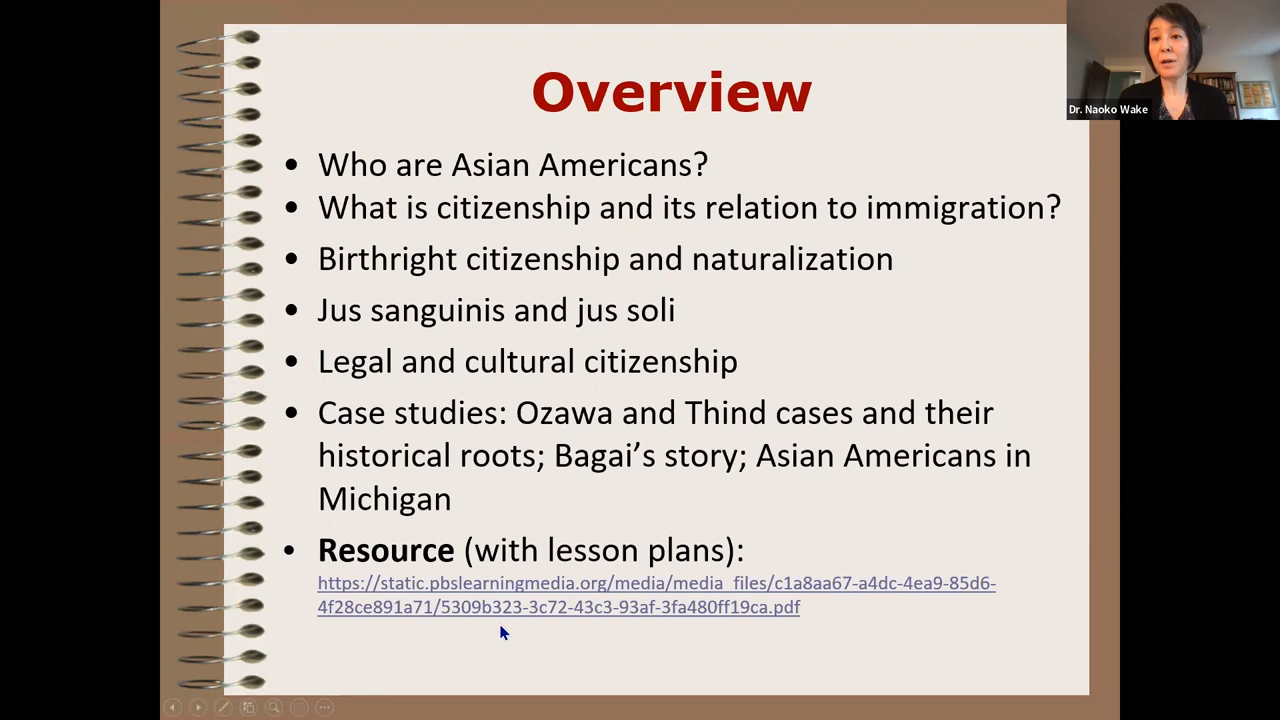 Overview
Dr. Naoko Wake
• Who are Asian Americans?
• What is citizenship and its relation to immigration?
• Birthright citizenship and naturalization
• Jus sanguinis and jus soli
• Legal and cultural citizenship
• Case studies: Ozawa and Thind cases and their
historical roots; Bagai’s story; Asian Americans in
Michigan
• Resource (with lesson plans):
https://static.pbslearningmedia.org/media/media_files/c1a8aa67-a4dc-4ea9-85d6-
4f28ce891a71/5309b323-3c72-43c3-93af-3fa480ff19ca.pdf